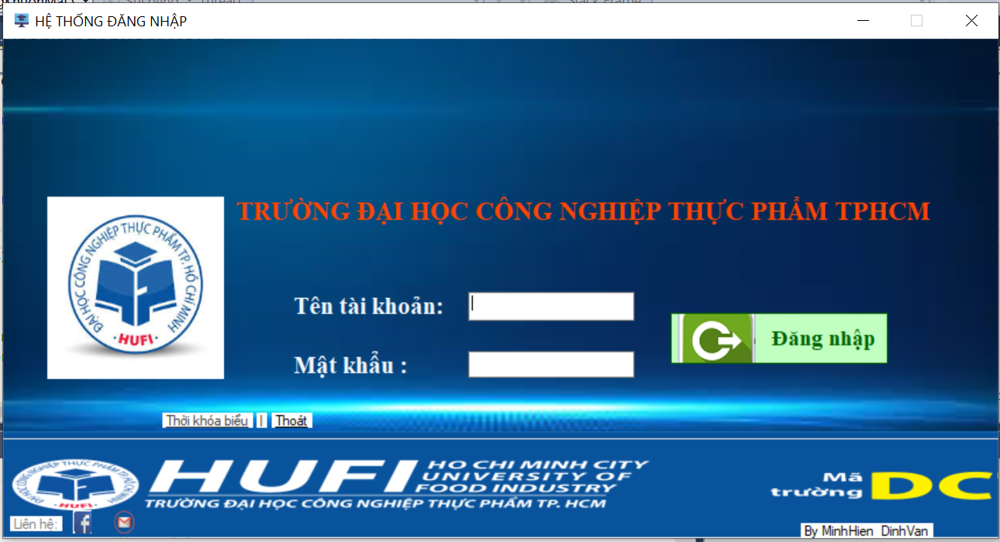 HỆ THỐNG ĐĂNG NHẬP
TRƯỜNG ĐẠI HỌC CÔNG NGHIỆP THỰC PHẨM TPHCM
ĐẠI HỌC CÔNG NGHIỆP THỰC PHẨM TP. HỒ CHÍ MINH
· HUFI ·
Tên tài khoản:
Mật khẩu :
Đăng nhập
Thời khóa biểu | Thoát
HUFI
HO CHI MINH CITY
UNIVERSITY OF
FOOD INDUSTRY
TRƯỜNG ĐẠI HỌC CÔNG NGHIỆP THỰC PHẨM TP. HCM
Mã
trường
DC
Liên hệ:
By MinhHien DinhVan